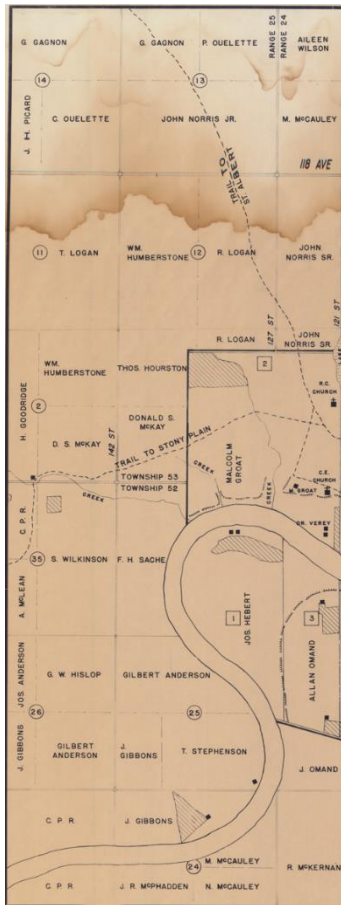 G. GAGNON
G. GAGNON
P. OUELETTE
RANGE 25
RANGE 24
AILEEN
WILSON
14
13
J. H. PICARD
C. OUELETTE
JOHN NORRIS JR.
M. McCAULEY
TRAIL TO
ST. ALBERT
118 AVE
11
T. LOGAN
WM.
HUMBERSTONE
12
R. LOGAN
JOHN
NORRIS SR.
127 ST
121 ST
R. LOGAN
JOHN
NORRIS SR.
WM.
HUMBERSTONE
THOS. HOURSTON
2
R.C.
CHURCH
H. GOODRIDGE
2
DONALD S.
McKAY
D. S. McKAY
142 ST
TRAIL TO STONY PLAIN
CREEK
MALCOLM
GROAT
CREEK
TOWNSHIP 53
TOWNSHIP 52
CREEK
M. GROAT
C.E.
CHURCH
C. P. R.
DR. VEREY
35
S. WILKINSON
F. H. SACHE
A. McLEAN
1
3
JOS. HEBERT
ALLAN OMAND
JOS. ANDERSON
G. W. HISLOP
GILBERT ANDERSON
26
25
J. GIBBONS
GILBERT
ANDERSON
J.
GIBBONS
T. STEPHENSON
J. OMAND
C. P. R.
J. GIBBONS
24
M. McCAULEY
R. McKERNAN
C. P. R.
J. R. McPHADDEN
N. McCAULEY